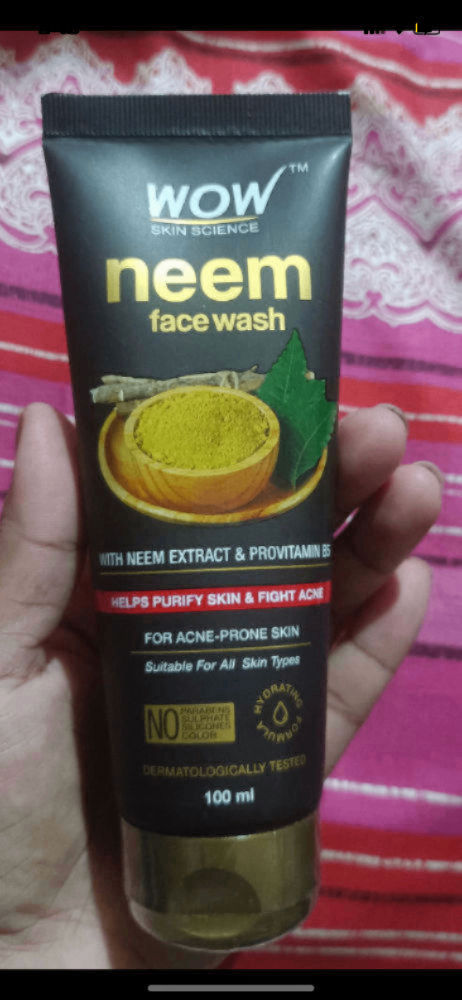 WOW™
SKIN SCIENCE
neem
face wash
WITH NEEM EXTRACT & PROVITAMIN B5
HELPS PURIFY SKIN & FIGHT ACNE
FOR ACNE-PRONE SKIN
Suitable For All Skin Types
NO PARABENS
SULPHATE
SILICONES
COLOR
HYDRATING FORMULA
DERMATOLOGICALLY TESTED
100 ml